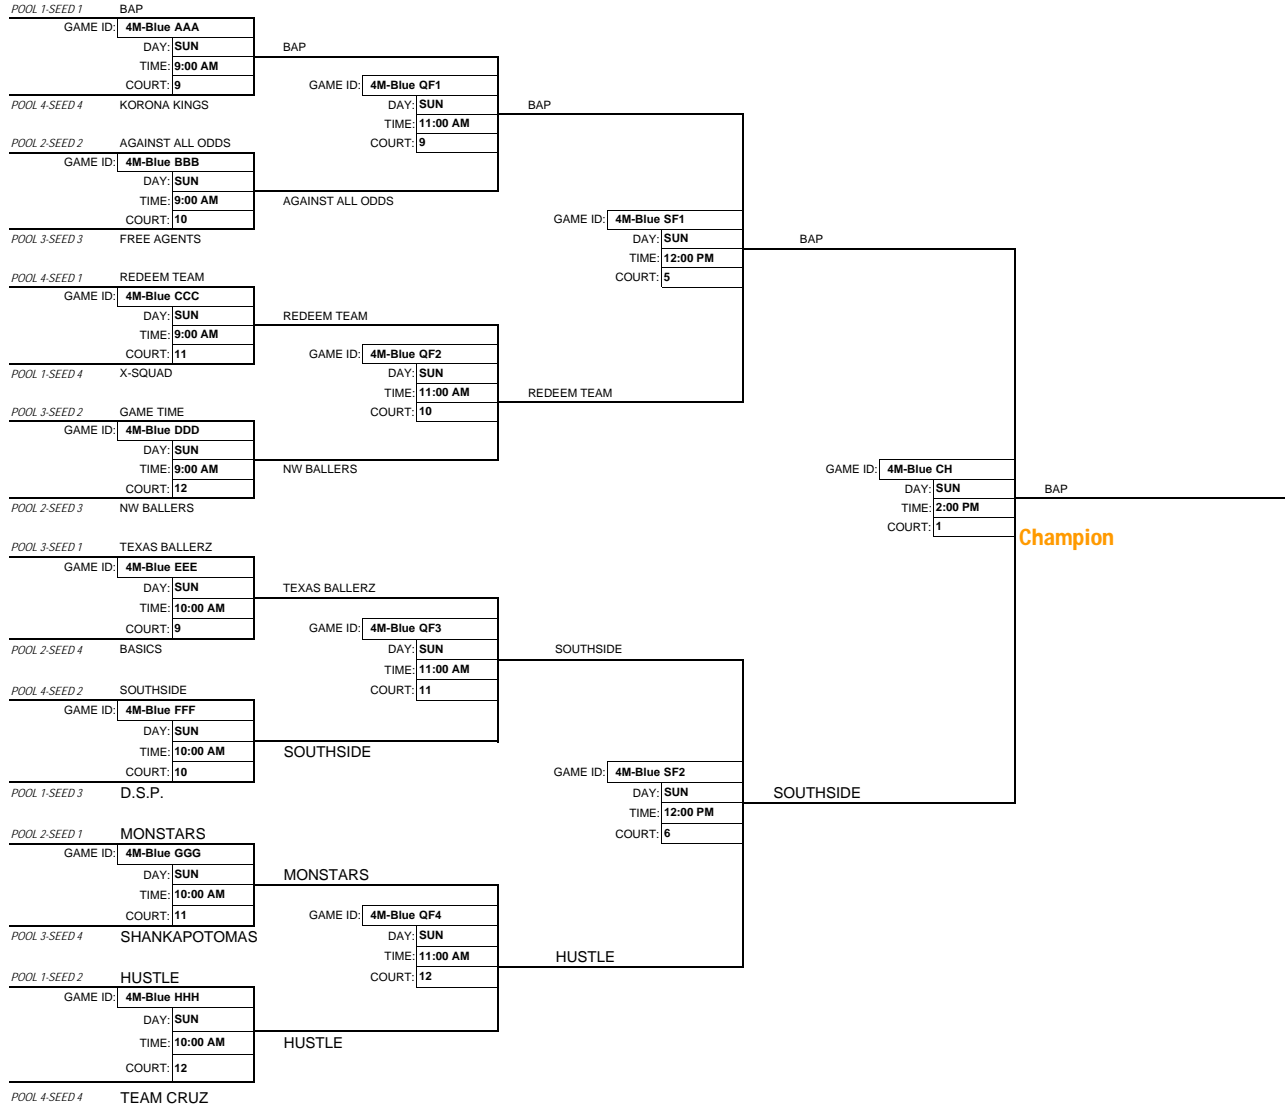 POOL 1-SEED 1 BAP
GAME ID: 4M-Blue AAA
DAY: SUN
TIME: 9:00 AM
COURT: 9
POOL 4-SEED 4 KORONA KINGS
POOL 2-SEED 2 AGAINST ALL ODDS
GAME ID: 4M-Blue BBB
DAY: SUN
TIME: 9:00 AM
COURT: 10
POOL 3-SEED 3 FREE AGENTS
POOL 4-SEED 1 REDEEM TEAM
GAME ID: 4M-Blue CCC
DAY: SUN
TIME: 9:00 AM
COURT: 11
POOL 1-SEED 4 X-SQUAD
POOL 3-SEED 2 GAME TIME
GAME ID: 4M-Blue DDD
DAY: SUN
TIME: 9:00 AM
COURT: 12
POOL 2-SEED 3 NW BALLERS
POOL 3-SEED 1 TEXAS BALLERZ
GAME ID: 4M-Blue EEE
DAY: SUN
TIME: 10:00 AM
COURT: 9
POOL 2-SEED 4 BASICS
POOL 4-SEED 2 SOUTHSIDE
GAME ID: 4M-Blue FFF
DAY: SUN
TIME: 10:00 AM
COURT: 10
POOL 1-SEED 3 D.S.P.
POOL 2-SEED 1 MONSTARS
GAME ID: 4M-Blue GGG
DAY: SUN
TIME: 10:00 AM
COURT: 11
POOL 3-SEED 4 SHANKAPOTOMAS
POOL 1-SEED 2 HUSTLE
GAME ID: 4M-Blue HHH
DAY: SUN
TIME: 10:00 AM
COURT: 12
POOL 4-SEED 4 TEAM CRUZ
BAP
GAME ID: 4M-Blue QF1
DAY: SUN
TIME: 11:00 AM
COURT: 9
AGAINST ALL ODDS
REDEEM TEAM
GAME ID: 4M-Blue QF2
DAY: SUN
TIME: 11:00 AM
COURT: 10
NW BALLERS
TEXAS BALLERZ
GAME ID: 4M-Blue QF3
DAY: SUN
TIME: 11:00 AM
COURT: 11
SOUTHSIDE
MONSTARS
GAME ID: 4M-Blue QF4
DAY: SUN
TIME: 11:00 AM
COURT: 12
HUSTLE
BAP
GAME ID: 4M-Blue SF1
DAY: SUN
TIME: 12:00 PM
COURT: 5
REDEEM TEAM
SOUTHSIDE
GAME ID: 4M-Blue SF2
DAY: SUN
TIME: 12:00 PM
COURT: 6
HUSTLE
BAP
GAME ID: 4M-Blue CH
DAY: SUN
TIME: 2:00 PM
COURT: 1
SOUTHSIDE
BAP
Champion